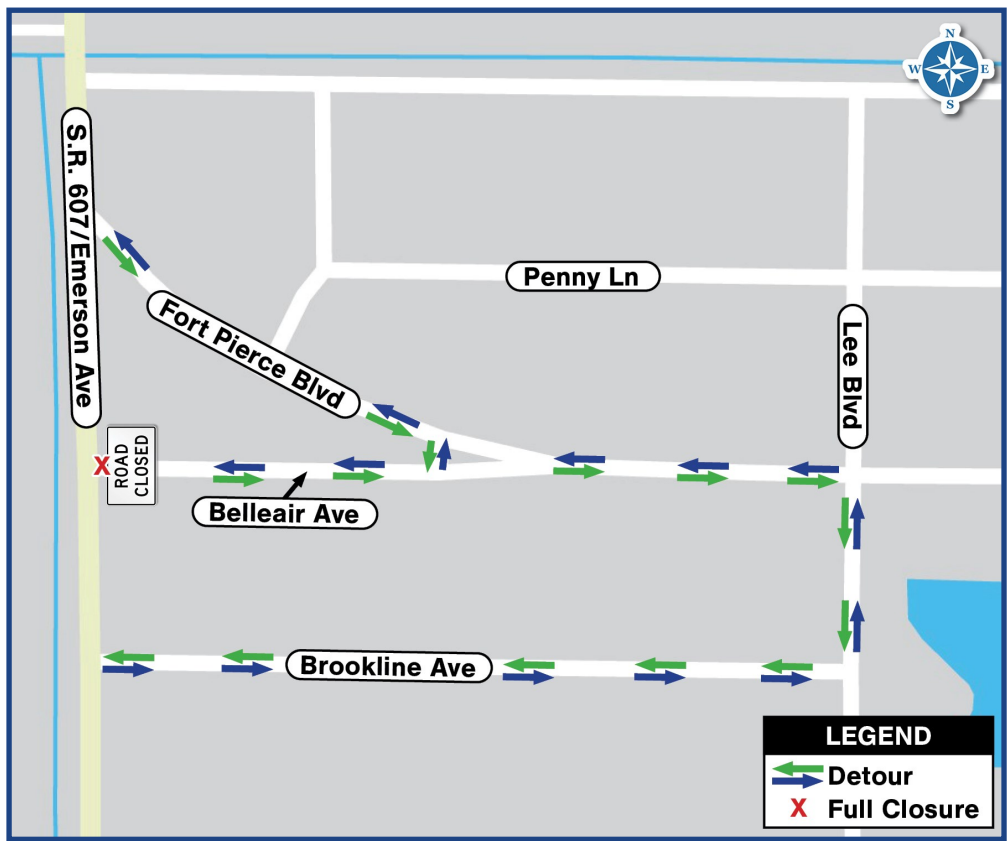 N
W
E
S
S.R. 607/Emerson Ave
Penny Ln
Fort Pierce Blvd
Lee Blvd
ROAD
CLOSED
X
Belleair Ave
Brookline Ave
LEGEND
Detour
X Full Closure